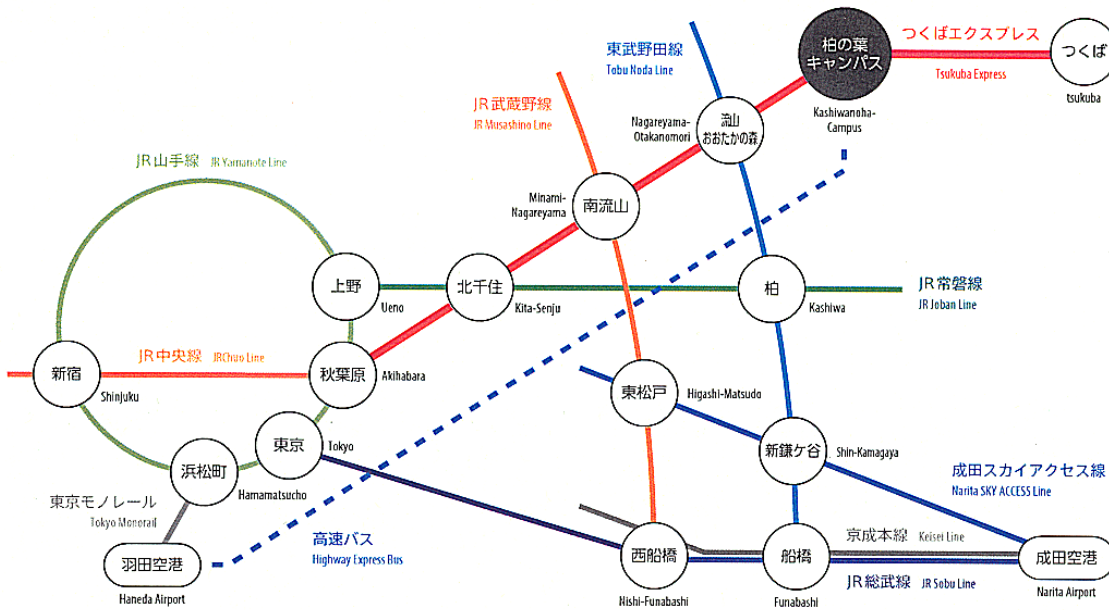 つくばエクスプレス
Tsukuba Express
つくば
tsukuba
柏の葉
キャンパス
Kashiwanoha-
Campus
東武野田線
Tobu Noda Line
流山
おおたかの森
Nagareyama-
Otakanomori
JR武蔵野線
JR Musashino Line
南流山
Minami-
Nagareyama
JR山手線 JR Yamanote Line
上野
Ueno
北千住
Kita-Senju
柏
Kashiwa
JR常磐線
JR Joban Line
新宿
Shinjuku
JR中央線 JRChuo Line
秋葉原
Akihabara
東松戸
Higashi-Matsudo
東京
Tokyo
新鎌ケ谷
Shin-Kamagaya
浜松町
Hamamatsucho
成田スカイアクセス線
Narita SKY ACCESS Line
東京モノレール
Tokyo Monorail
高速バス
Highway Express Bus
羽田空港
Haneda Airport
西船橋
Nishi-Funabashi
船橋
Funabashi
京成本線 Keisei Line
JR総武線 JR Sobu Line
成田空港
Narita Airport